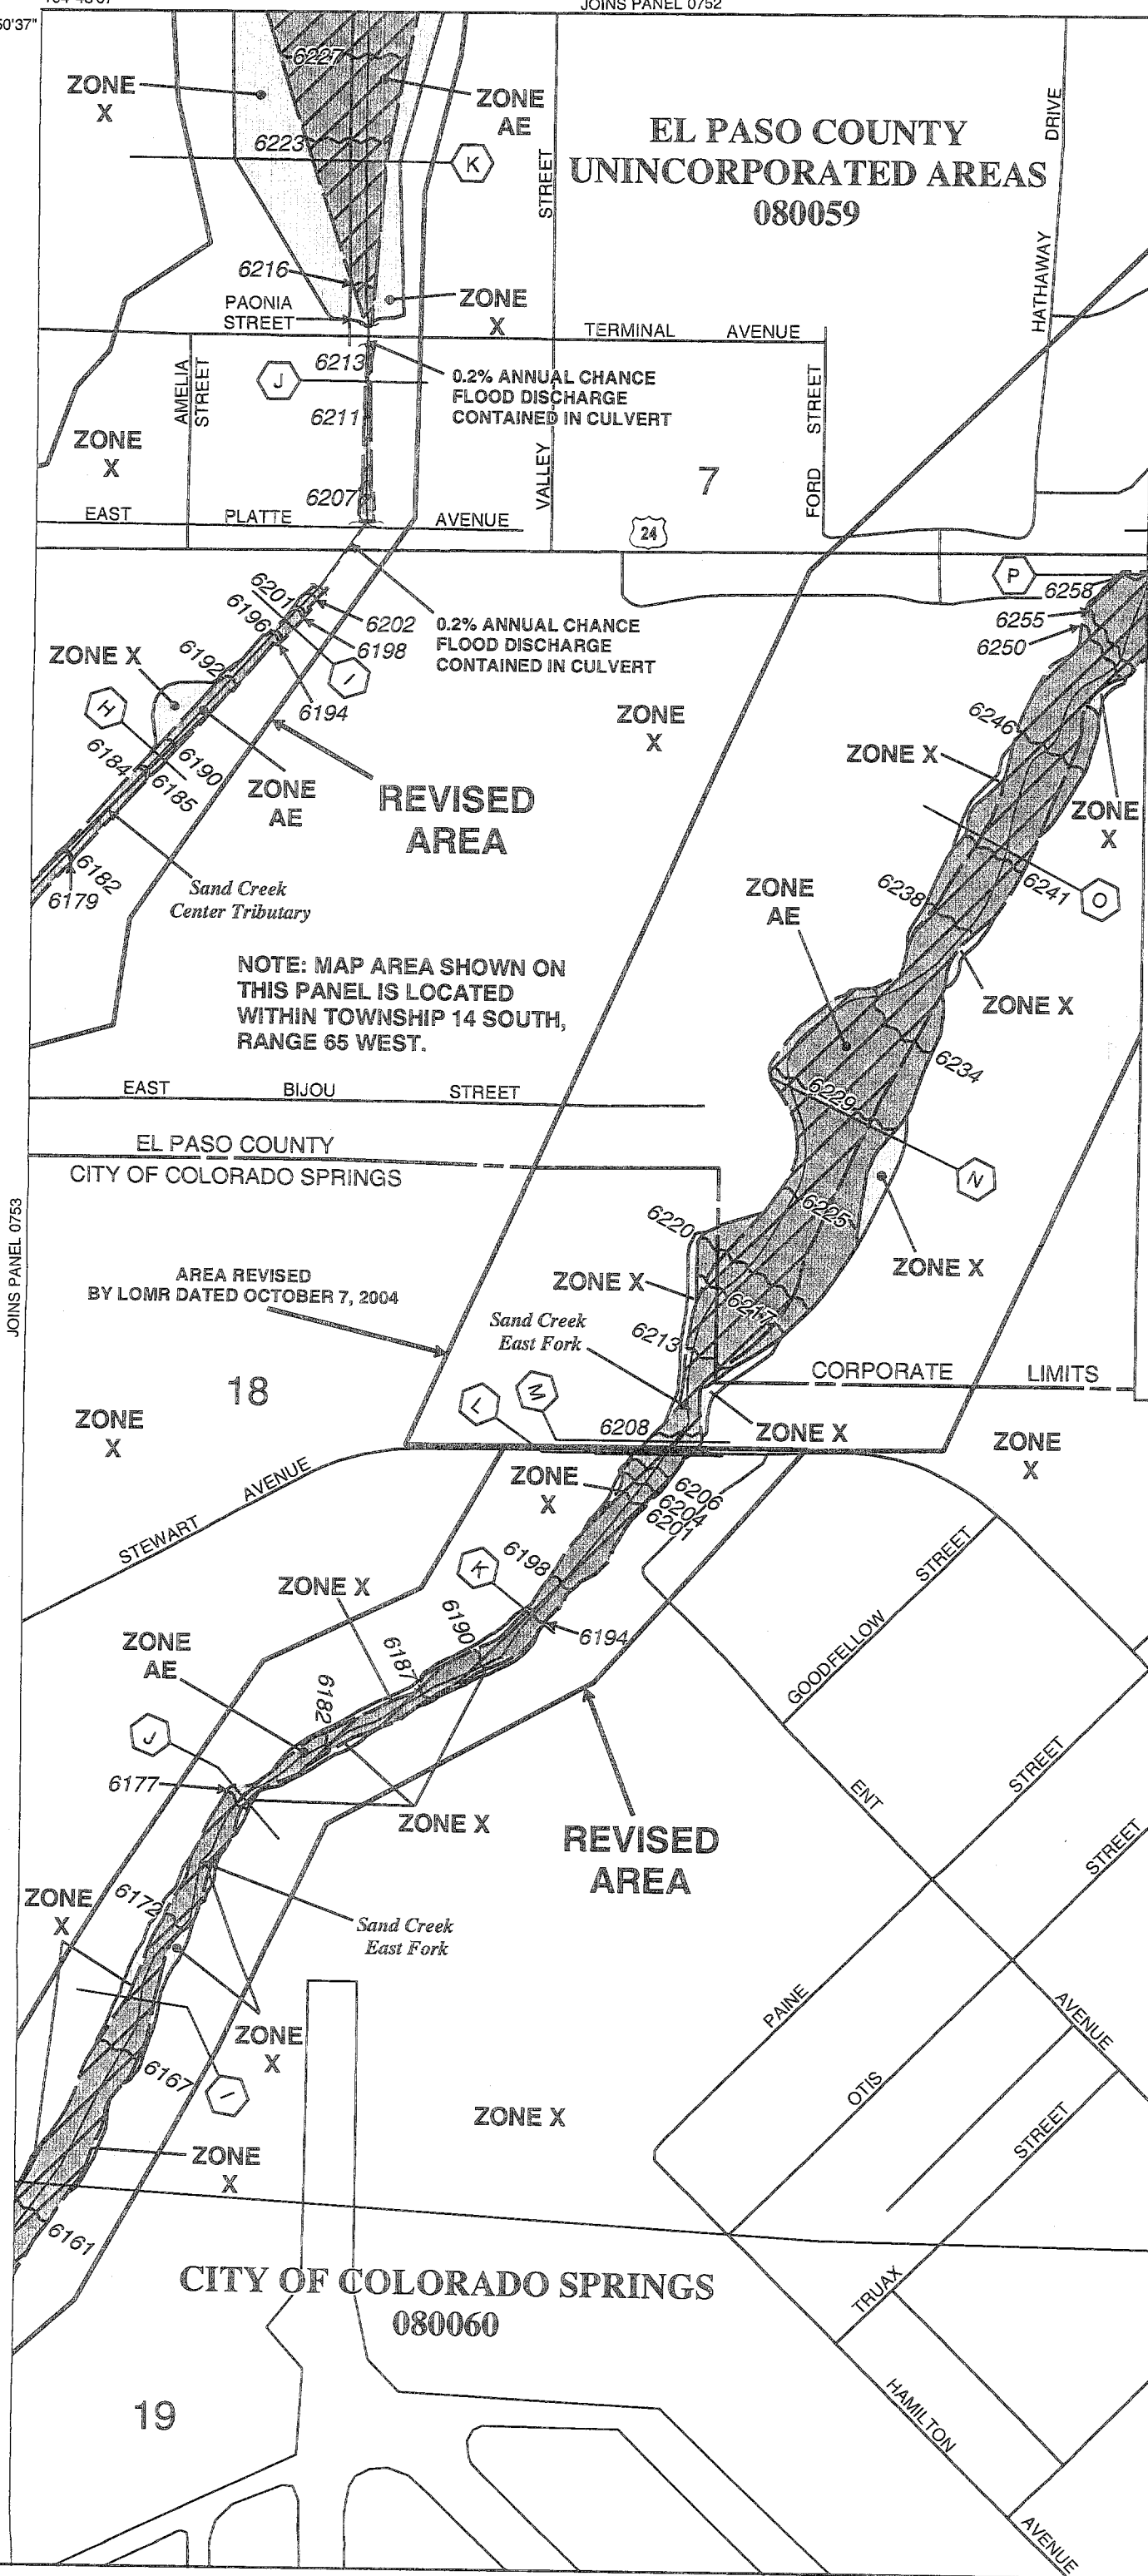 JOINS PANEL 0752
ZONE
X
6227
ZONE
AE
6223
K
STREET
EL PASO COUNTY
UNINCORPORATED AREAS
080059
DRIVE
HATHAWAY
6216
PAONIA
STREET
ZONE
X
TERMINAL AVENUE
6213
J
0.2% ANNUAL CHANCE
FLOOD DISCHARGE
CONTAINED IN CULVERT
AMELIA
STREET
6211
ZONE
X
VALLEY
FORD STREET
7
6207
EAST PLATTE AVENUE
24
P
6258
6255
6250
6201
6196
6202
6198
0.2% ANNUAL CHANCE
FLOOD DISCHARGE
CONTAINED IN CULVERT
ZONE X
6192
I
6194
H
6184
6190
6185
ZONE
AE
REVISED
AREA
ZONE
X
6246
ZONE X
ZONE
X
6182
6179
Sand Creek
Center Tributary
ZONE
AE
6238
6241
O
NOTE: MAP AREA SHOWN ON
THIS PANEL IS LOCATED
WITHIN TOWNSHIP 14 SOUTH,
RANGE 65 WEST.
ZONE X
6234
EAST BIJOU STREET
6229
EL PASO COUNTY
CITY OF COLORADO SPRINGS
N
JOINS PANEL 0753
6220
6225
ZONE X
AREA REVISED
BY LOMR DATED OCTOBER 7, 2004
ZONE X
6217
Sand Creek
East Fork
6213
CORPORATE LIMITS
18
ZONE
X
L
M
6208
ZONE X
ZONE
X
STEWART AVENUE
ZONE
X
6206
6204
6201
6198
K
STREET
GOODFELLOW
ZONE X
6190
6194
ZONE
AE
6187
6182
J
6177
ZONE X
REVISED
AREA
ENT
STREET
STREET
ZONE
X
6172
Sand Creek
East Fork
ZONE
X
PAINE
AVENUE
6167
I
OTIS
STREET
ZONE X
ZONE
X
6161
CITY OF COLORADO SPRINGS
080060
TRUAX
19
HAMILTON
AVENUE